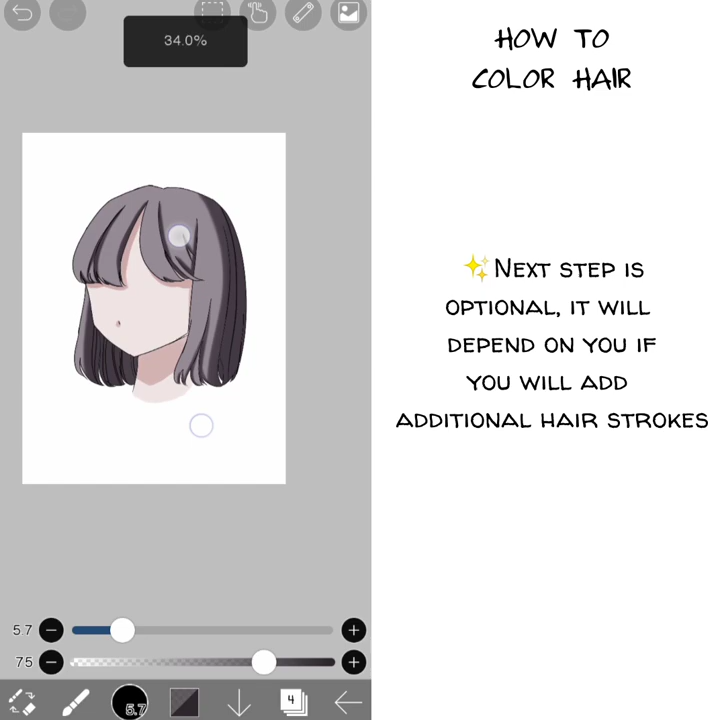 34.0%
HOW TO
COLOR HAIR
✨NEXT STEP IS
OPTIONAL, IT WILL
DEPEND ON YOU IF
YOU WILL ADD
ADDITIONAL HAIR STROKES
5.7
75
5.7
4